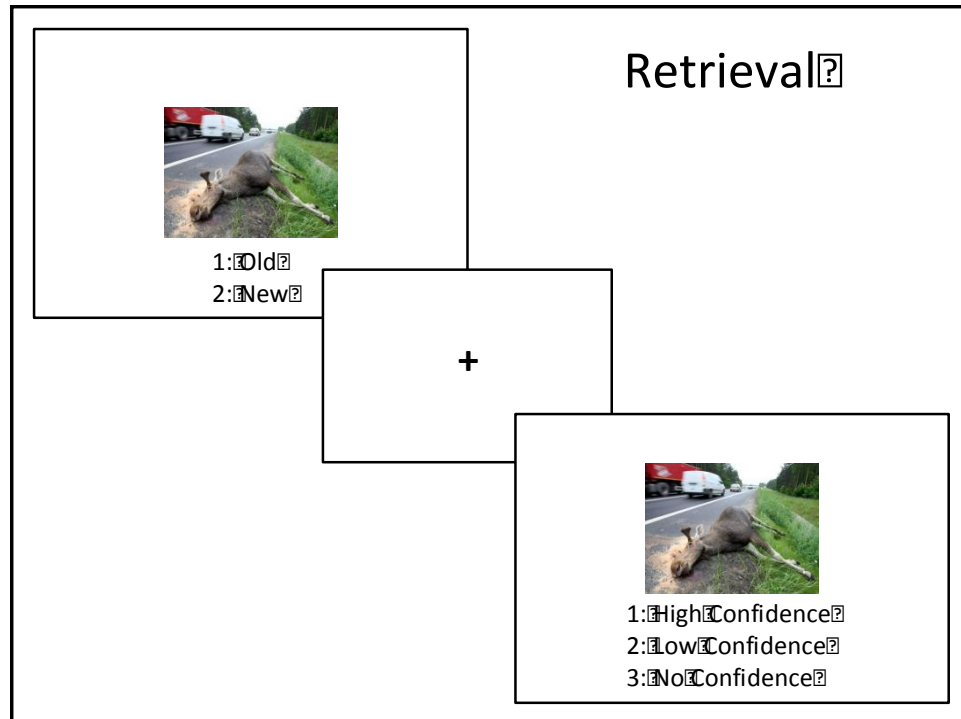 Retrieval
1: Old
2: New
+
1: High Confidence
2: Low Confidence
3: No Confidence